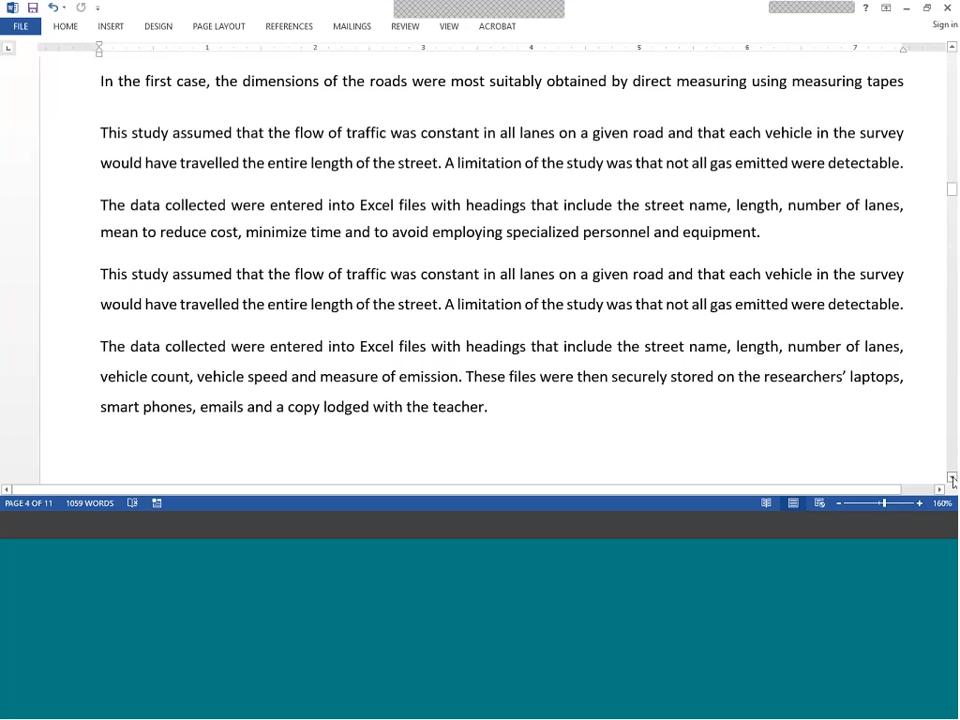 FILE HOME INSERT DESIGN PAGE LAYOUT REFERENCES MAILINGS REVIEW VIEW ACROBAT Sign in
1 2 3 4 5 6 7
In the first case, the dimensions of the roads were most suitably obtained by direct measuring using measuring tapes
This study assumed that the flow of traffic was constant in all lanes on a given road and that each vehicle in the survey
would have travelled the entire length of the street. A limitation of the study was that not all gas emitted were detectable.
The data collected were entered into Excel files with headings that include the street name, length, number of lanes,
mean to reduce cost, minimize time and to avoid employing specialized personnel and equipment.
This study assumed that the flow of traffic was constant in all lanes on a given road and that each vehicle in the survey
would have travelled the entire length of the street. A limitation of the study was that not all gas emitted were detectable.
The data collected were entered into Excel files with headings that include the street name, length, number of lanes,
vehicle count, vehicle speed and measure of emission. These files were then securely stored on the researchers’ laptops,
smart phones, emails and a copy lodged with the teacher.
PAGE 4 OF 11 1059 WORDS 160%